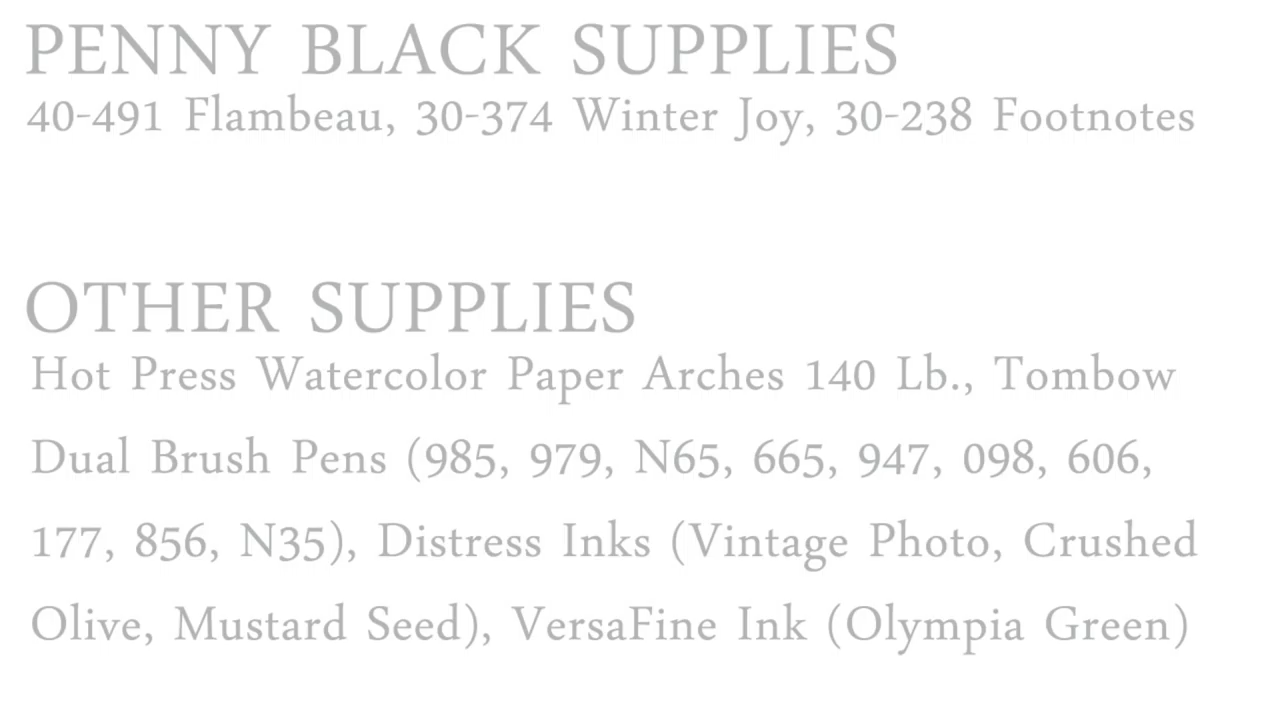 PENNY BLACK SUPPLIES
40-491 Flambeau, 30-374 Winter Joy, 30-238 Footnotes
OTHER SUPPLIES
Hot Press Watercolor Paper Arches 140 Lb., Tombow
Dual Brush Pens (985, 979, N65, 665, 947, 098, 606,
177, 856, N35), Distress Inks (Vintage Photo, Crushed
Olive, Mustard Seed), VersaFine Ink (Olympia Green)